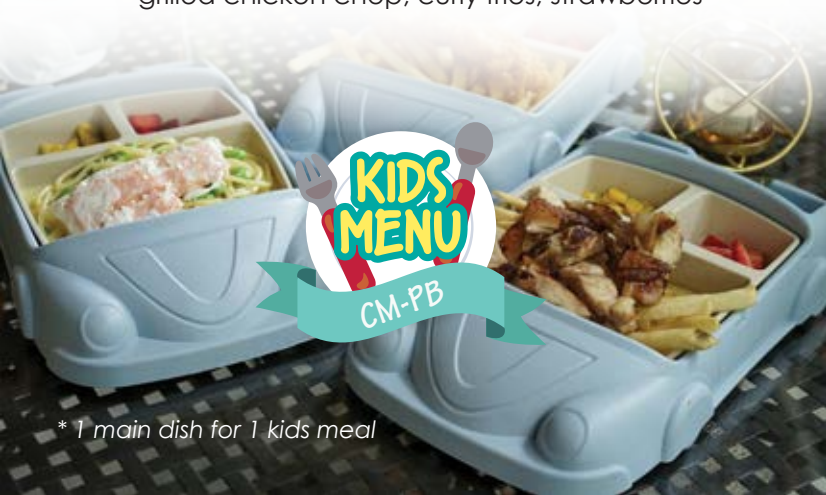 grilled chicken chop, curly fries, strawberries
KIDS
MENU
CM-PB
* 1 main dish for 1 kids meal